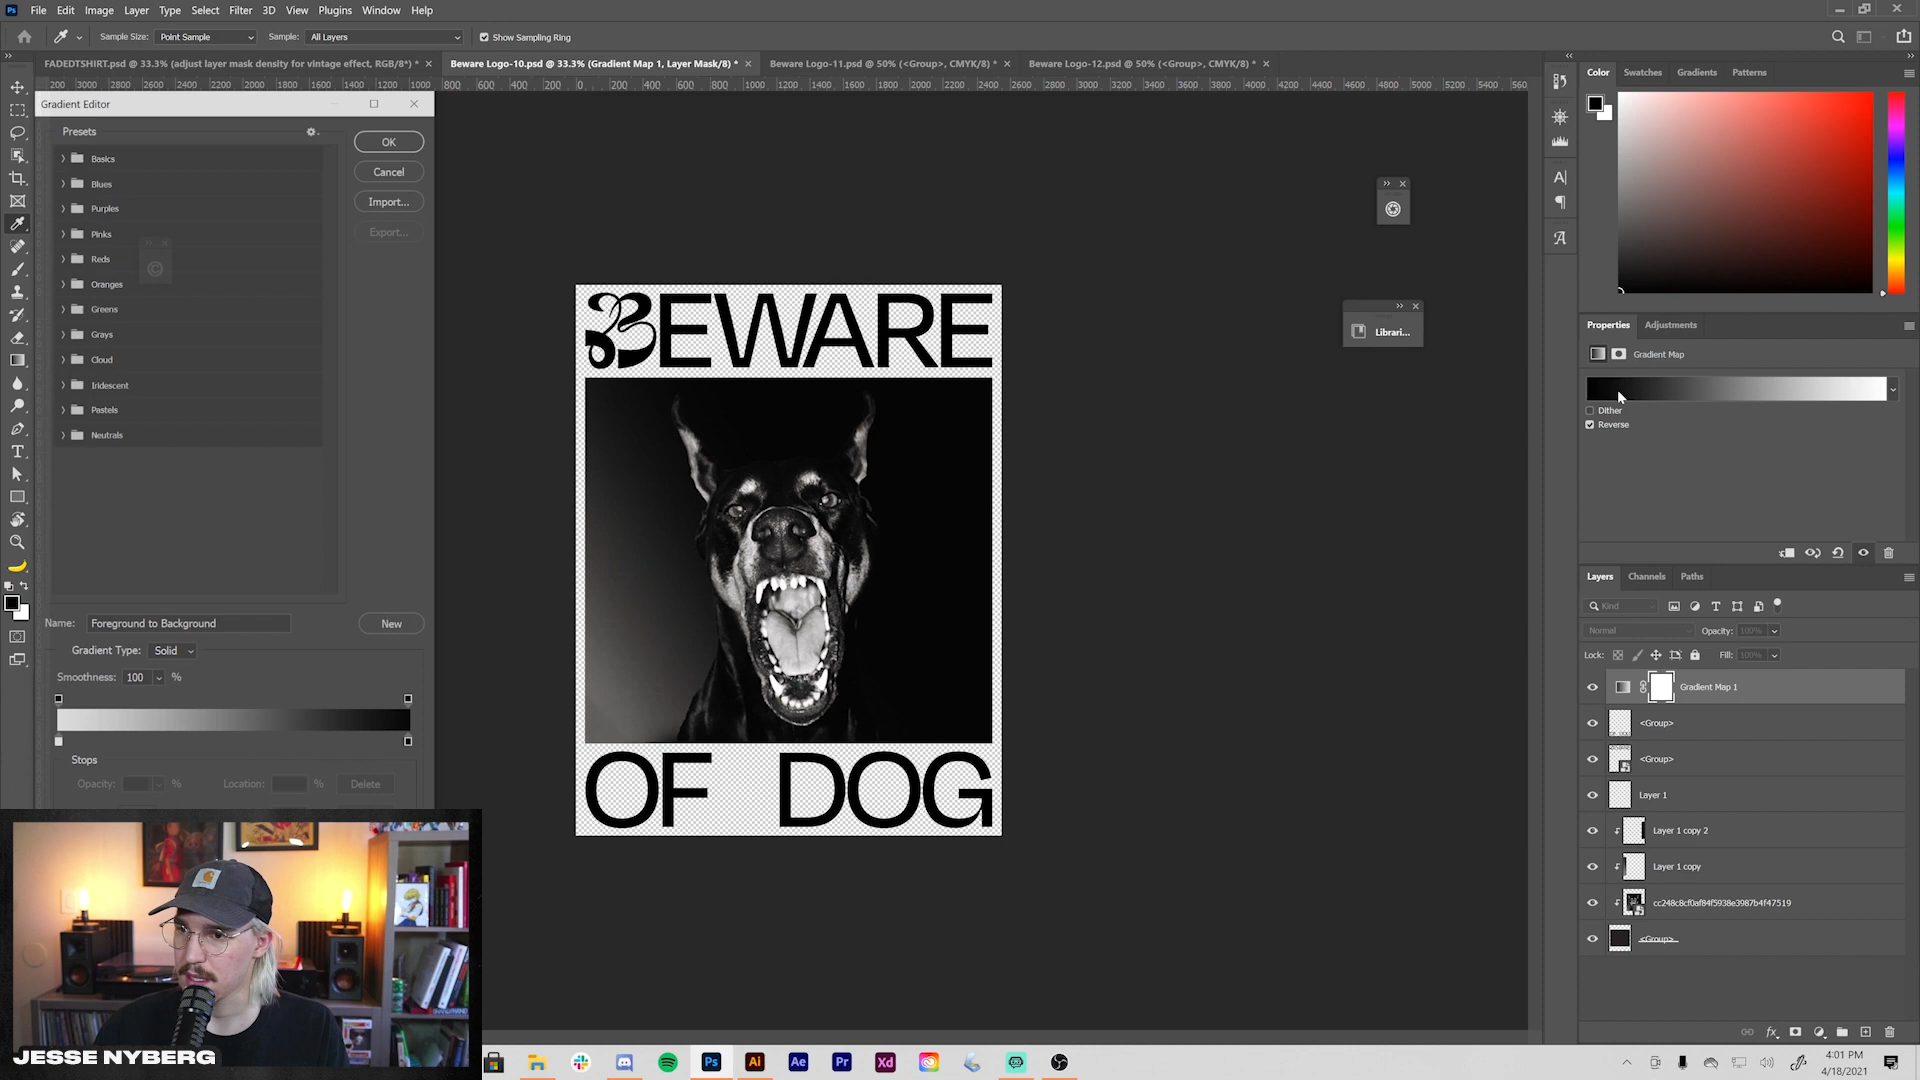 File Edit Image Layer Type Select Filter 3D View Plugins Window Help
Sample Size: Point Sample Sample: All Layers Show Sampling Ring
FADEDTSHIRT.psd @ 33.3% (adjust layer mask density for vintage effect, RGB/8*) * Beware Logo-10.psd @ 33.3% (Gradient Map 1, Layer Mask/8) * Beware Logo-11.psd @ 50% (<Group>, CMYK/8) * Beware Logo-12.psd @ 50% (<Group>, CMYK/8) *
Gradient Editor
Presets
OK
Cancel
Import...
Export...
Basics
Blues
Purples
Pinks
Reds
Oranges
Greens
Grays
Cloud
Iridescent
Pastels
Neutrals
Name: Foreground to Background New
Gradient Type: Solid
Smoothness: 100 %
Stops
Opacity: % Location: % Delete
BEWARE
OF DOG
Librari...
Color Swatches Gradients Patterns
Properties Adjustments
Gradient Map
Dither
Reverse
Layers Channels Paths
Kind
Normal Opacity: 100%
Lock: Fill: 100%
Gradient Map 1
<Group>
<Group>
Layer 1
Layer 1 copy 2
Layer 1 copy
cc248c8cf0af84f5938e3987b4f47519
<Group>
JESSE NYBERG
Ps Ai Ae Pr Xd
4:01 PM
4/18/2021